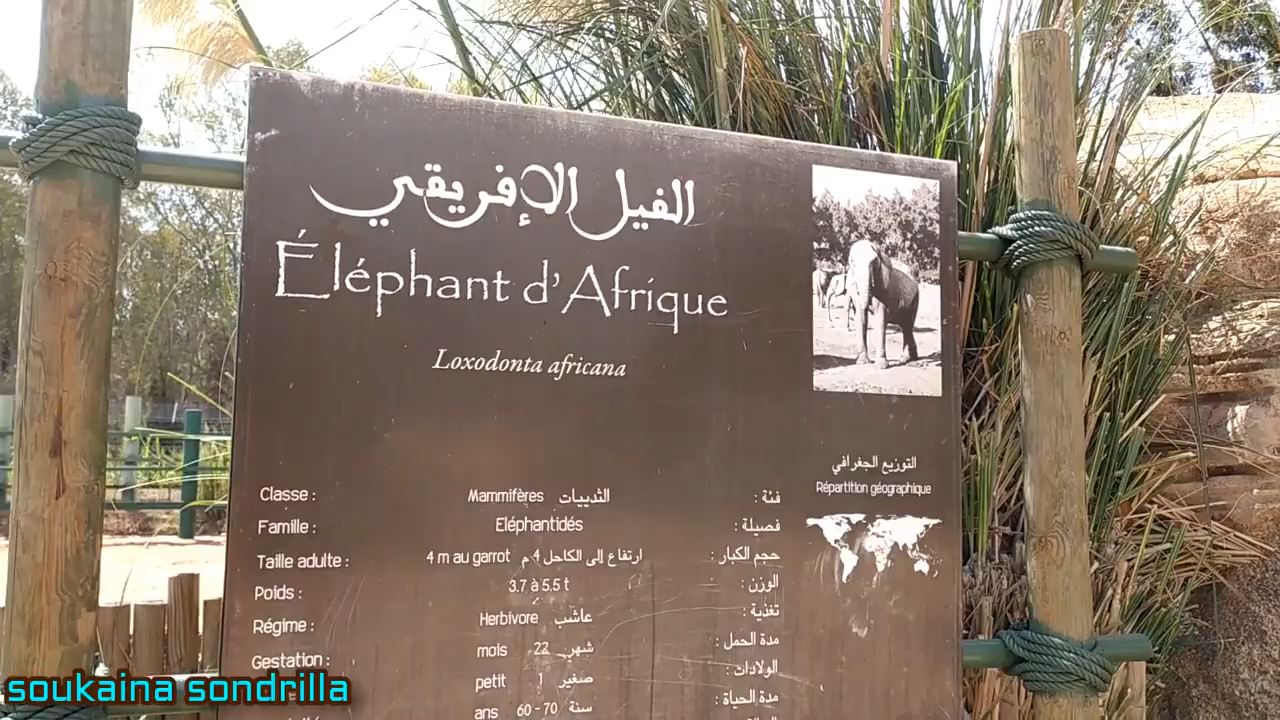 الفيل الإفريقي
Éléphant d'Afrique
Loxodonta africana
التوزيع الجغرافي
Répartition géographique
Classe : Mammifères الثدييات فئة :
Famille : Eléphantidés فصيلة :
Taille adulte : 4 m au garrot ارتفاع إلى الكاحل 4 م حجم الكبار :
Poids : 3.7 à 5.5 t الوزن :
Régime : Herbivore عاشب تغذية :
Gestation : mois 22 شهر مدة الحمل :
petit 1 صغير الولادات :
ans 60-70 سنة مدة الحياة :
soukaina sondrilla